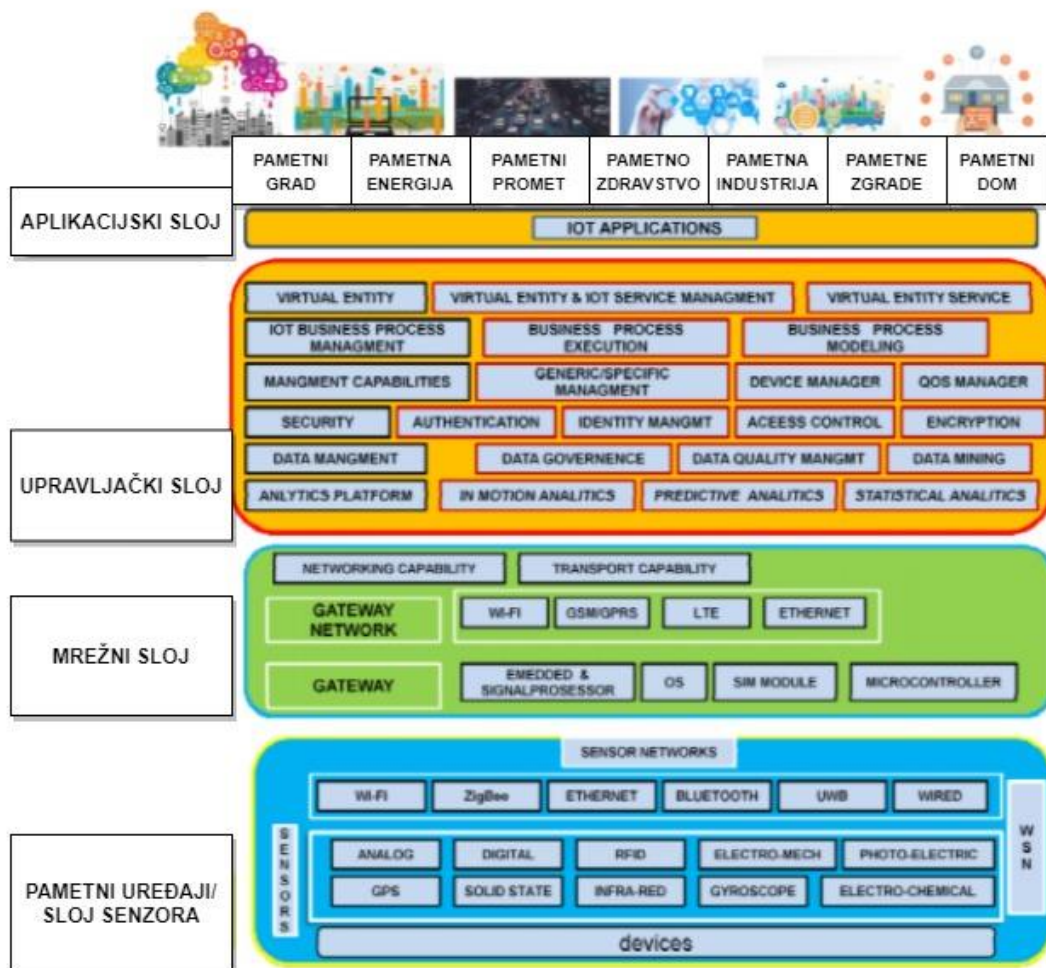 PAMETNI GRAD
PAMETNA ENERGIJA
PAMETNI PROMET
PAMETNO ZDRAVSTVO
PAMETNA INDUSTRIJA
PAMETNE ZGRADE
PAMETNI DOM
APLIKACIJSKI SLOJ
IOT APPLICATIONS
UPRAVLJAČKI SLOJ
VIRTUAL ENTITY
VIRTUAL ENTITY & IOT SERVICE MANAGMENT
VIRTUAL ENTITY SERVICE
IOT BUSINESS PROCESS
MANAGMENT
BUSINESS PROCESS
EXECUTION
BUSINESS PROCESS
MODELING
MANGMENT CAPABILITIES
GENERIC/SPECIFIC
MANAGMENT
DEVICE MANAGER
QOS MANAGER
SECURITY
AUTHENTICATION
IDENTITY MANGMT
ACEESS CONTROL
ENCRYPTION
DATA MANGMENT
DATA GOVERNENCE
DATA QUALITY MANGMT
DATA MINING
ANLYTICS PLATFORM
IN MOTION ANALITICS
PREDICTIVE ANALITICS
STATISTICAL ANALITICS
MREŽNI SLOJ
NETWORKING CAPABILITY
TRANSPORT CAPABILITY
GATEWAY
NETWORK
WI-FI
GSM/GPRS
LTE
ETHERNET
GATEWAY
EMEDDED &
SIGNALPROSESSOR
OS
SIM MODULE
MICROCONTROLLER
PAMETNI UREĐAJI/
SLOJ SENZORA
SENSOR NETWORKS
WI-FI
ZigBee
ETHERNET
BLUETOOTH
UWB
WIRED
SENSORS
ANALOG
DIGITAL
RFID
ELECTRO-MECH
PHOTO-ELECTRIC
GPS
SOLID STATE
INFRA-RED
GYROSCOPE
ELECTRO-CHEMICAL
WSN
devices